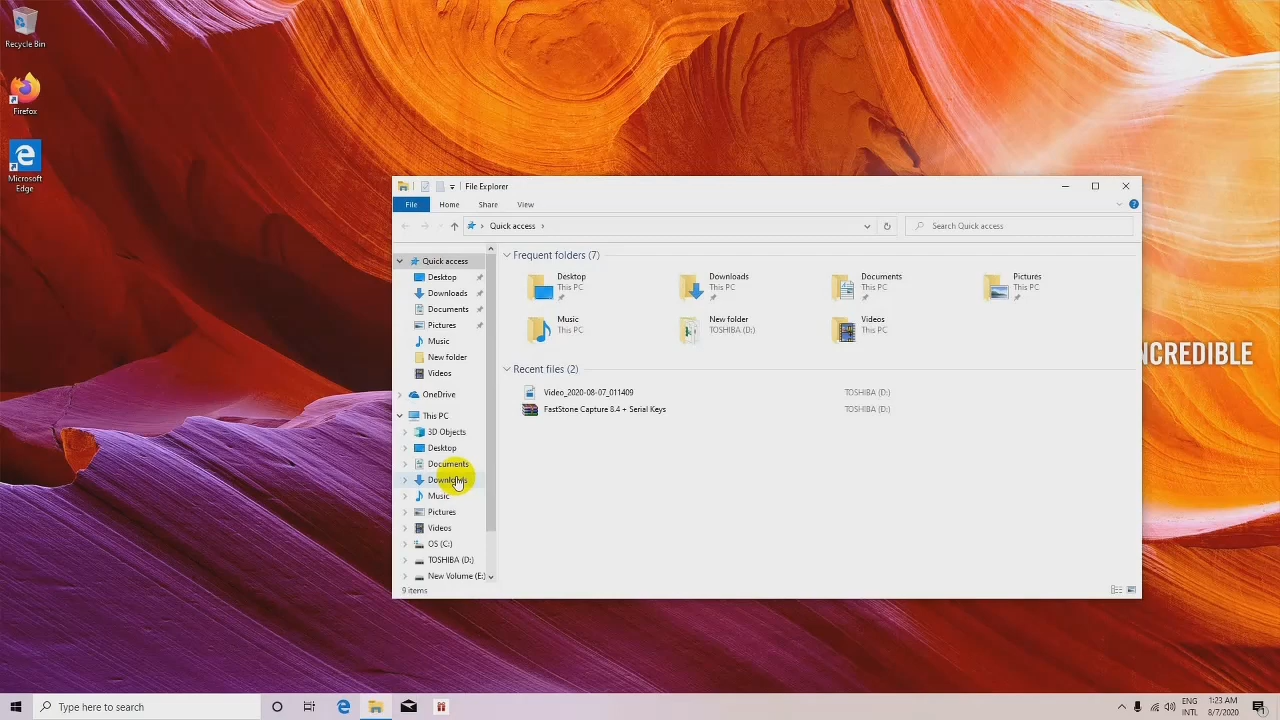 Recycle Bin
Firefox
Microsoft
Edge
File Explorer
File
Home
Share
View
Quick access
Search Quick access
Quick access
Desktop
Downloads
Documents
Pictures
Music
New folder
Videos
OneDrive
This PC
3D Objects
Desktop
Documents
Downloads
Music
Pictures
Videos
OS (C:)
TOSHIBA (D:)
New Volume (E:)
Frequent folders (7)
Desktop
This PC
Downloads
This PC
Documents
This PC
Pictures
This PC
Music
This PC
New folder
TOSHIBA (D:)
Videos
This PC
Recent files (2)
Video_2020-08-07_011409
TOSHIBA (D:)
FastStone Capture 8.4 + Serial Keys
TOSHIBA (D:)
9 items
NCREDIBLE
Type here to search
ENG
INTL
1:23 AM
8/7/2020
1